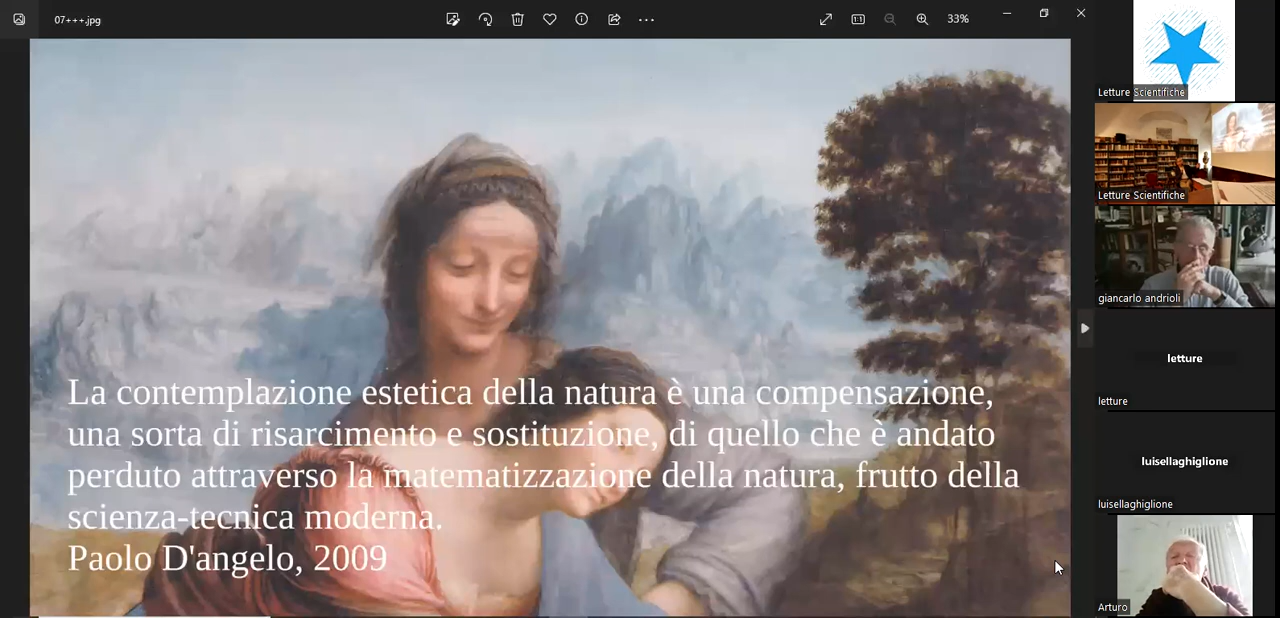 07+++.jpg
33%
La contemplazione estetica della natura è una compensazione,
una sorta di risarcimento e sostituzione, di quello che è andato
perduto attraverso la matematizzazione della natura, frutto della
scienza-tecnica moderna.
Paolo D'angelo, 2009
Letture Scientifiche
Letture Scientifiche
giancarlo andrioli
letture
letture
luisellaghiglione
luisellaghiglione
Arturo